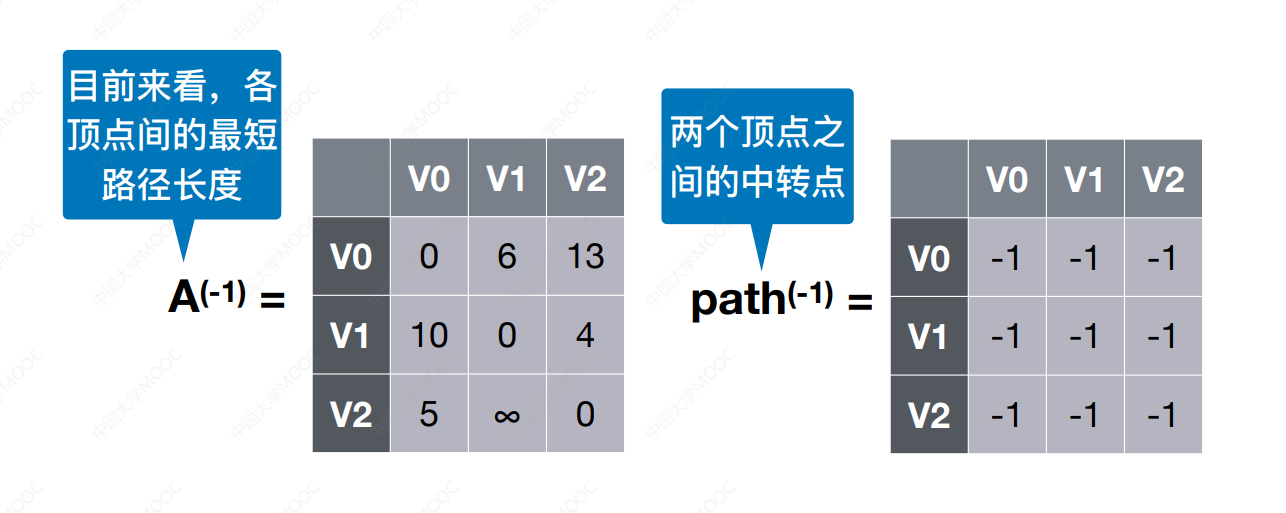 目前来看，各
顶点间的最短
路径长度
A(-1) =
V0 V1 V2
V0 0 6 13
V1 10 0 4
V2 5 ∞ 0
两个顶点之
间的中转点
path(-1) =
V0 V1 V2
V0 -1 -1 -1
V1 -1 -1 -1
V2 -1 -1 -1
中国大学MOOC